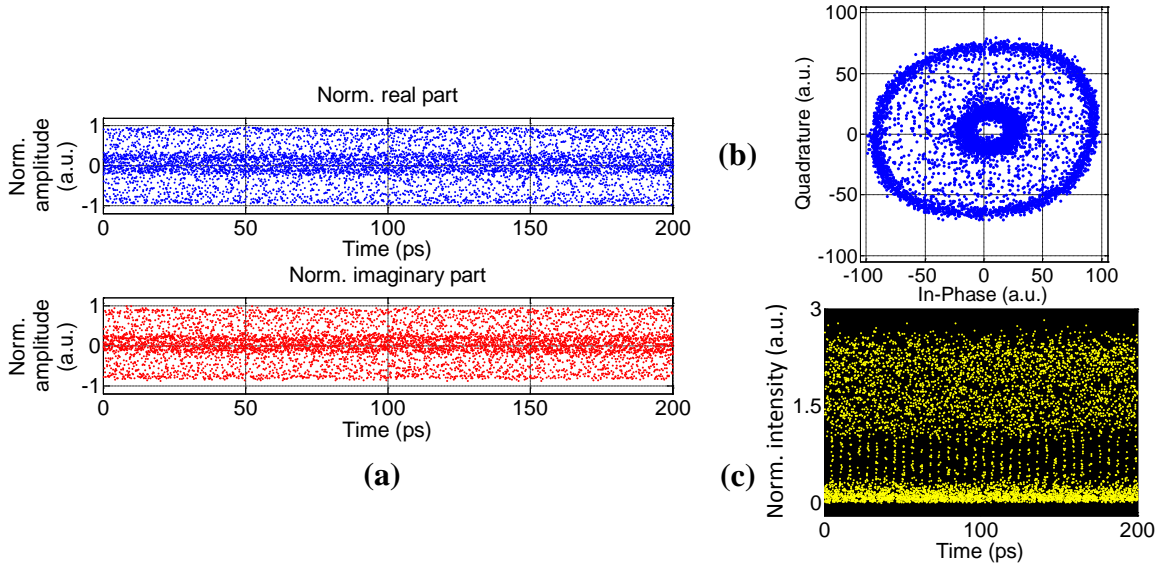 Norm. real part
Norm. amplitude (a.u.)
1
0
-1
0 50 100 150 200
Time (ps)
Norm. imaginary part
Norm. amplitude (a.u.)
1
0
-1
0 50 100 150 200
Time (ps)
(a)
(b)
Quadrature (a.u.)
100
50
0
-50
-100
-100 -50 0 50 100
In-Phase (a.u.)
(c)
Norm. intensity (a.u.)
3
1.5
0
0 100 200
Time (ps)